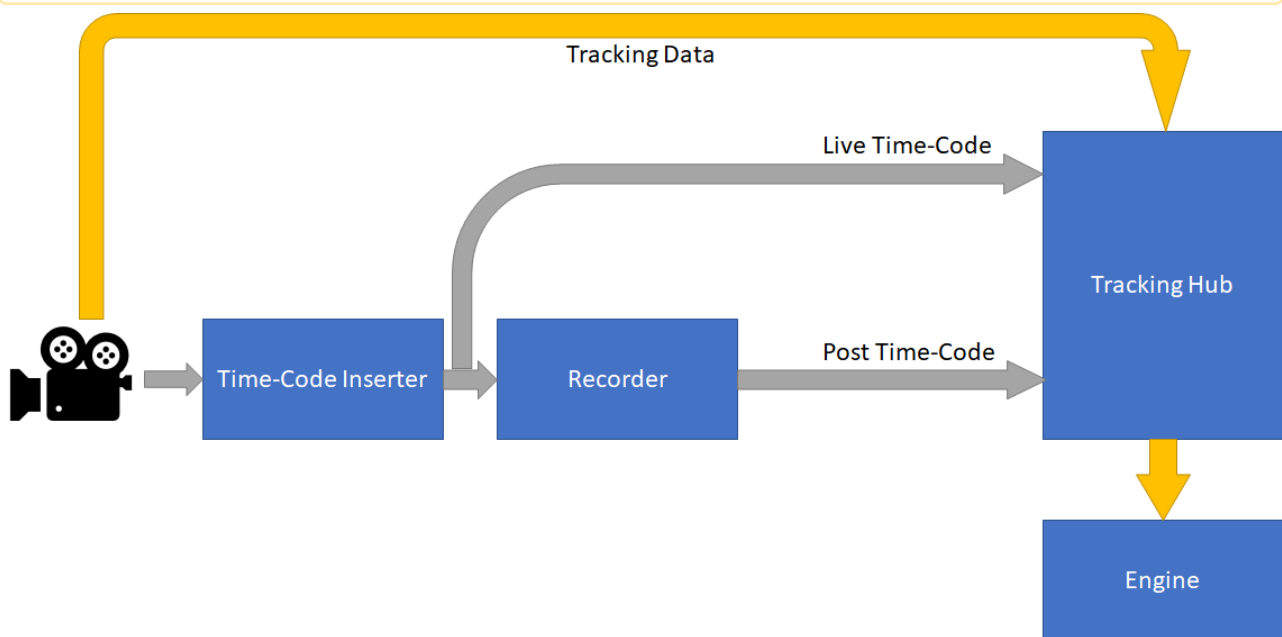 Tracking Data
Live Time-Code
Tracking Hub
Time-Code Inserter
Recorder
Post Time-Code
Engine